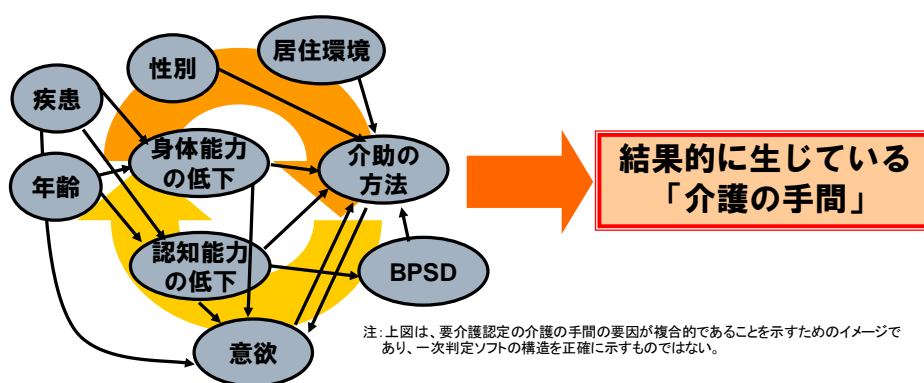 居住環境
性別
疾患
身体能力
の低下
介助の
方法
年齢
認知能力
の低下
BPSD
意欲
結果的に生じている
「介護の手間」
注:上図は、要介護認定の介護の手間の要因が複合的であることを示すためのイメージで
あり、一次判定ソフトの構造を正確に示すものではない。